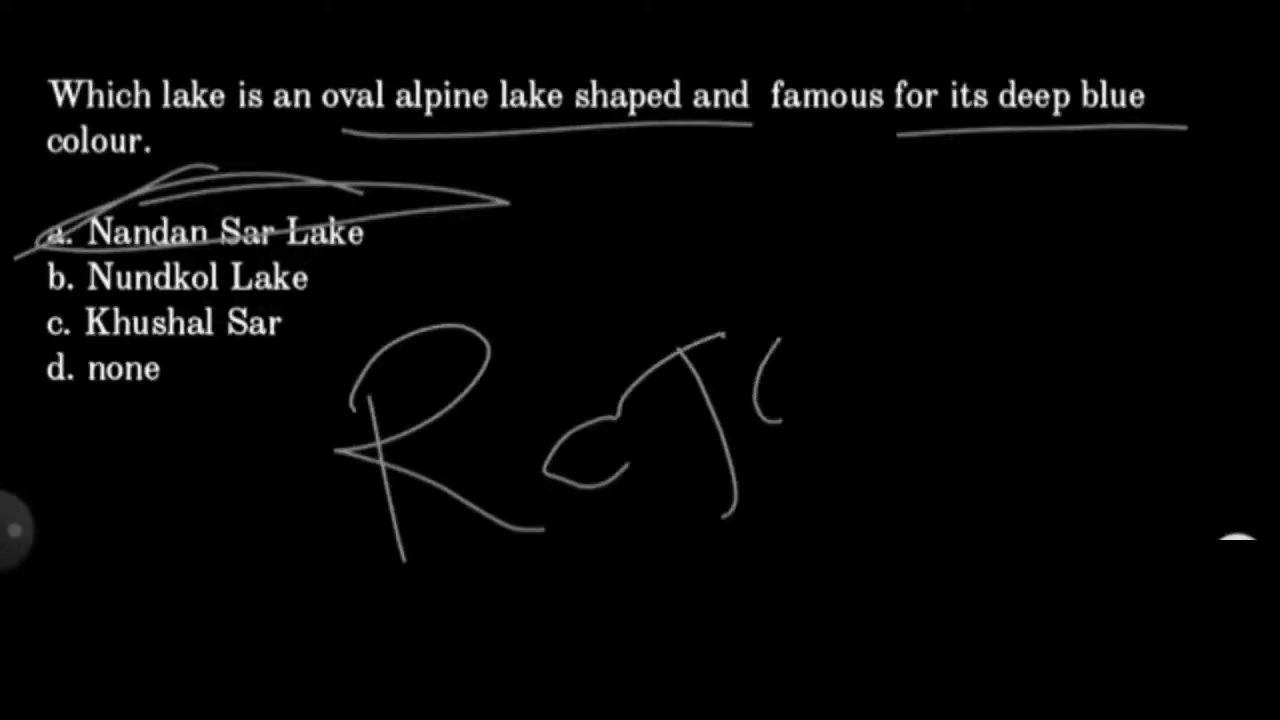 Which lake is an oval alpine lake shaped and famous for its deep blue
colour.
a. Nandan Sar Lake
b. Nundkol Lake
c. Khushal Sar
d. none